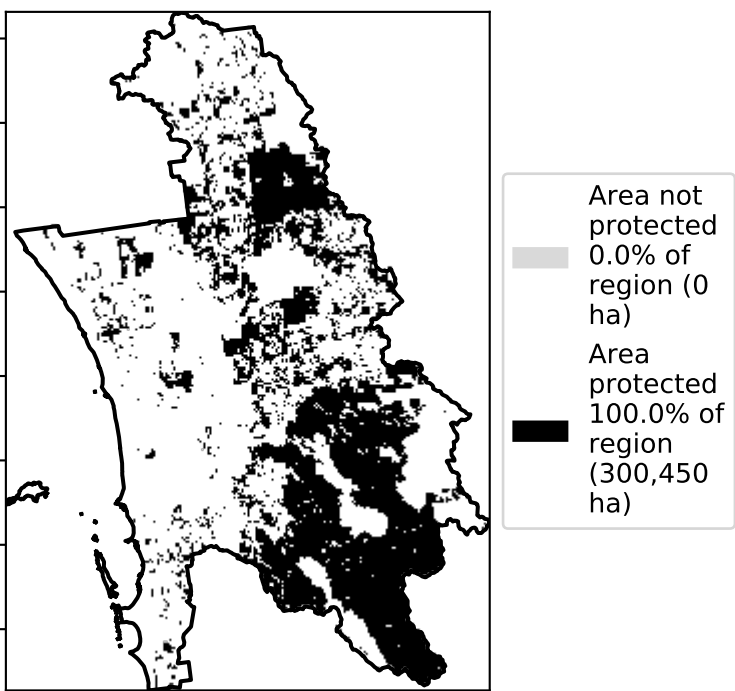 Area not
protected
0.0% of
region (0
ha)
Area
protected
100.0% of
region
(300,450
ha)